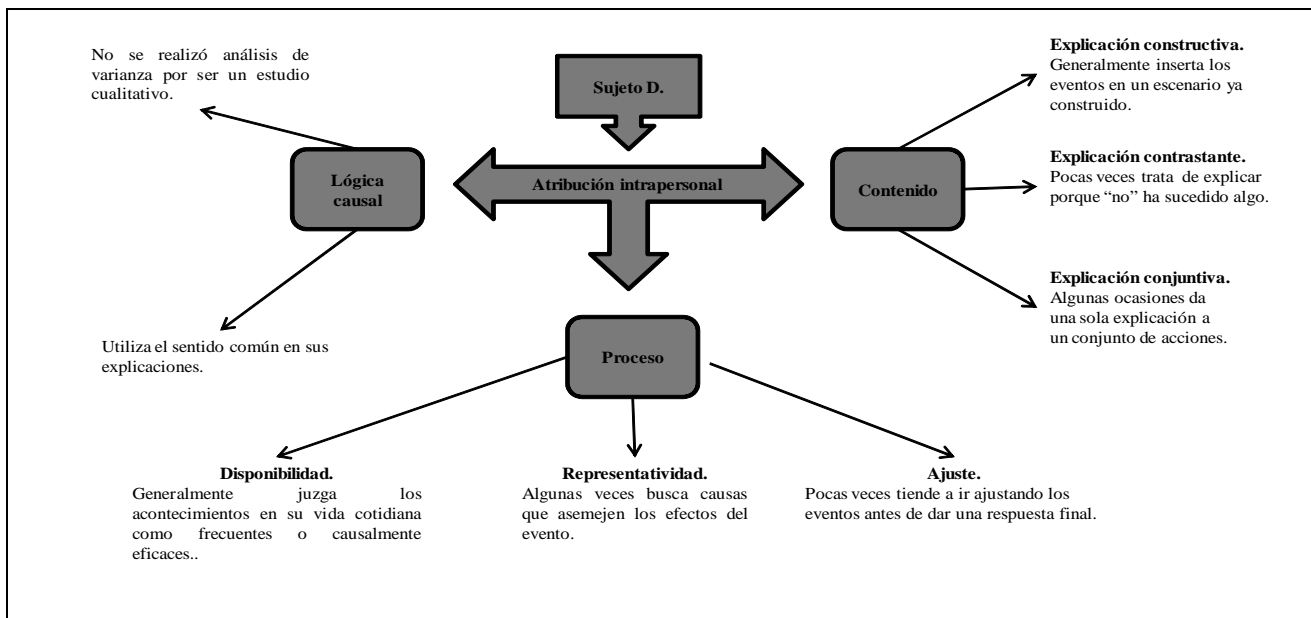 No se realizó análisis de
varianza por ser un estudio
cualitativo.
Sujeto D.
Explicación constructiva.
Generalmente inserta los
eventos en un escenario ya
construido.
Lógica
causal
Atribución intrapersonal
Contenido
Explicación contrastante.
Pocas veces trata de explicar
porque “no” ha sucedido algo.
Explicación conjuntiva.
Algunas ocasiones da
una sola explicación a
un conjunto de acciones.
Utiliza el sentido común en sus
explicaciones.
Proceso
Disponibilidad.
Generalmente juzga los
acontecimientos en su vida cotidiana
como frecuentes o causalmente
eficaces..
Representatividad.
Algunas veces busca causas
que asemejen los efectos del
evento.
Ajuste.
Pocas veces tiende a ir ajustando los
eventos antes de dar una respuesta final.